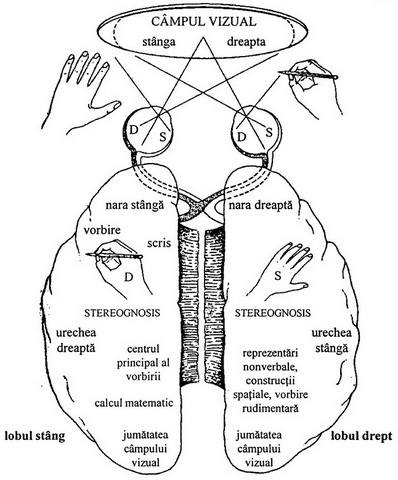 CÂMPUL VIZUAL
stânga dreapta
D S
D S
nara stângă
nara dreaptă
vorbire
scris
D
S
STEREOGNOSIS
STEREOGNOSIS
urechea
dreaptă
urechea
stângă
centrul
principal al
vorbirii
reprezentări
nonverbale,
construcţii
spaţiale, vorbire
rudimentară
calcul matematic
lobul stâng
lobul drept
jumătatea
câmpului
vizual
jumătatea
câmpului
vizual